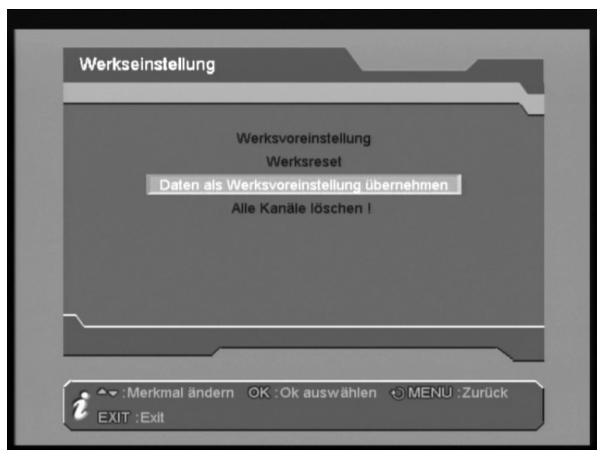 Werkseinstellung
Werksvoreinstellung
Werksreset
Daten als Werksvoreinstellung übernehmen
Alle Kanäle löschen !
i :Merkmal ändern OK :Ok auswählen MENU :Zurück
EXIT :Exit